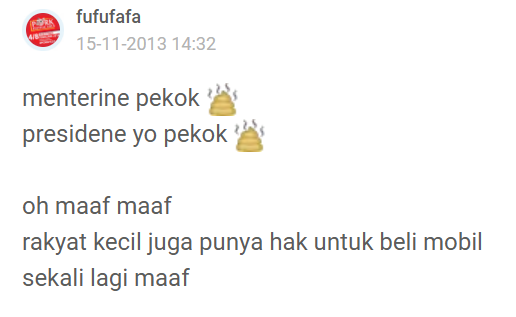 fufufafa
15-11-2013 14:32
menterine pekok
presidene yo pekok
oh maaf maaf
rakyat kecil juga punya hak untuk beli mobil
sekali lagi maaf